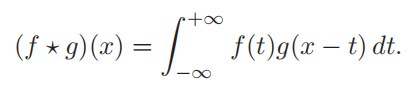 (f ⋆ g)(x) = ∫_{−∞}^{+∞} f(t)g(x − t) dt.